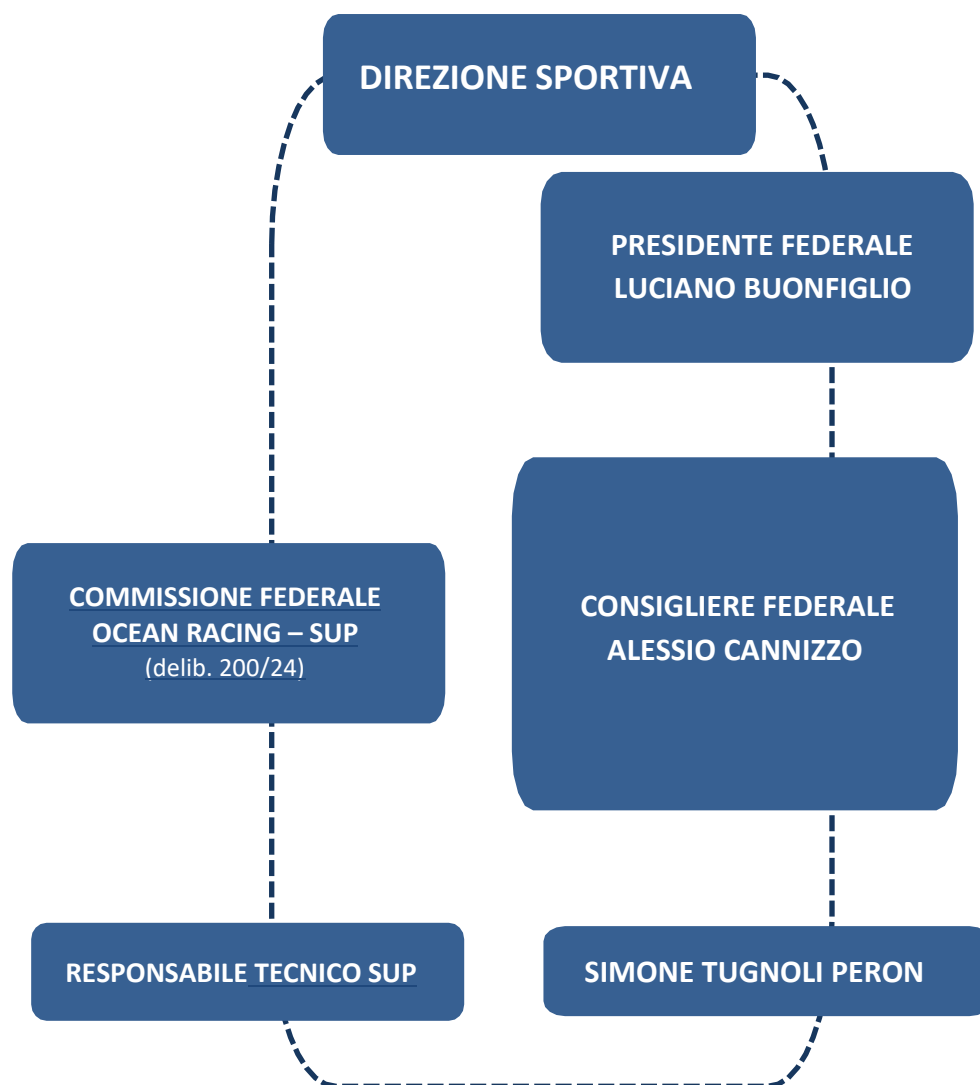 DIREZIONE SPORTIVA
PRESIDENTE FEDERALE
LUCIANO BUONFIGLIO
COMMISSIONE FEDERALE
OCEAN RACING – SUP
(delib. 200/24)
CONSIGLIERE FEDERALE
ALESSIO CANNIZZO
RESPONSABILE TECNICO SUP
SIMONE TUGNOLI PERON